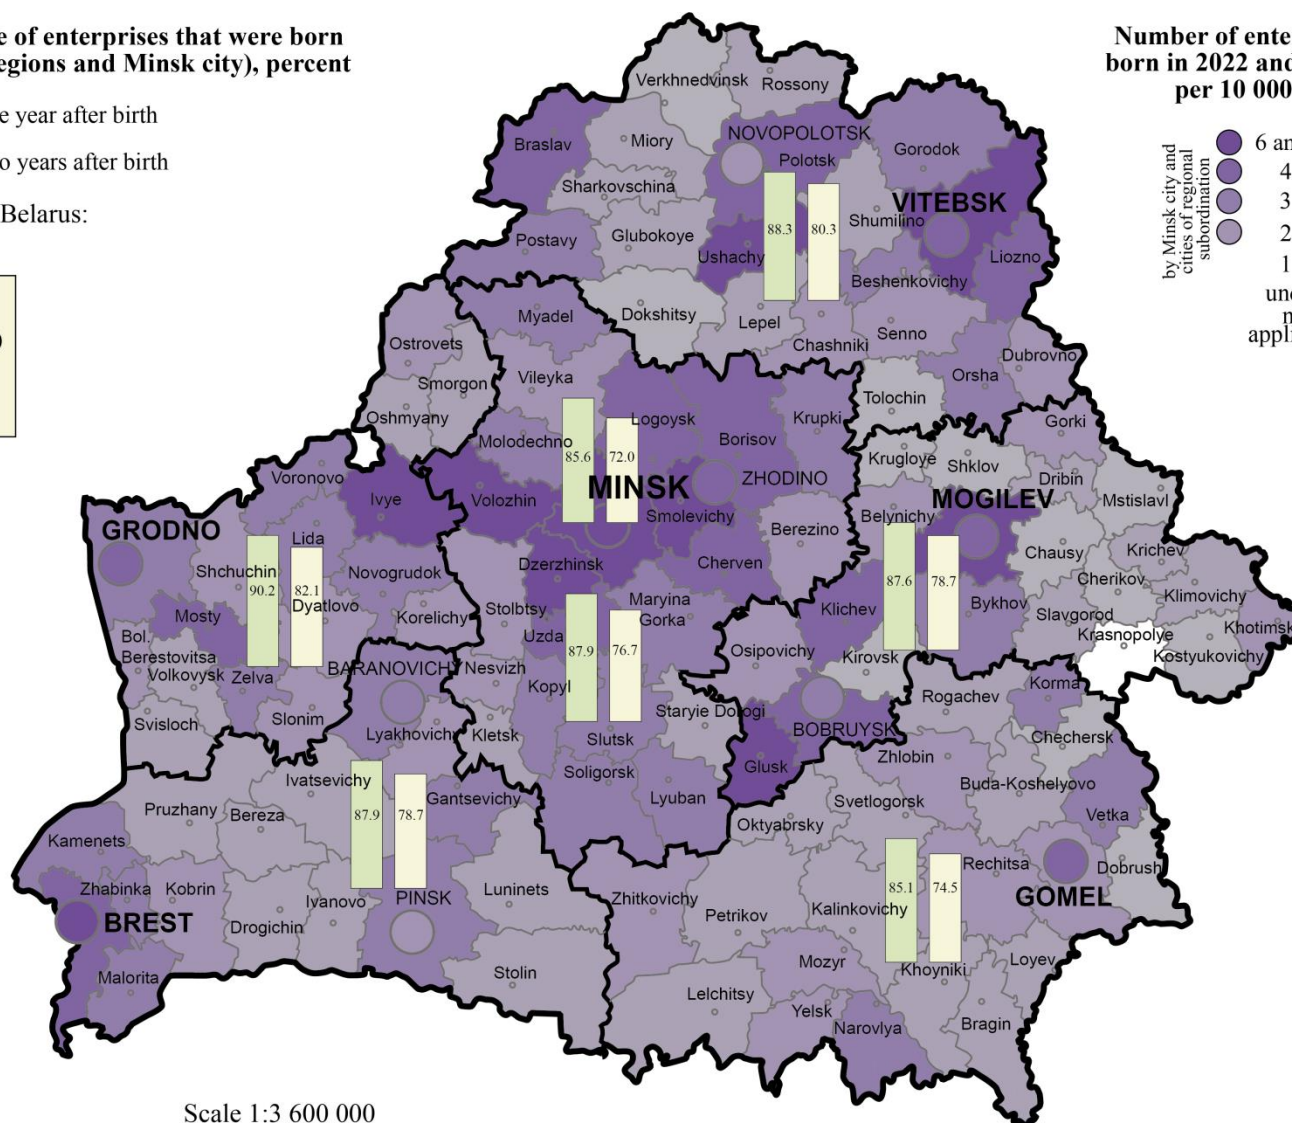 e of enterprises that were born
egions and Minsk city), percent
e year after birth
o years after birth
Belarus:
Number of ente
born in 2022 and
per 10 000
by Minsk city and
cities of regional
subordination
6 an
4
3
2
1
un
n
appli
Verkhnedvinsk
Rossony
Braslav
Miory
NOVOPOLOTSK
Polotsk
Gorodok
Sharkovschina
VITEBSK
Shumilino
Postavy
Glubokoye
Ushachy
88.3
80.3
Liozno
Beshenkovichy
Dokshitsy
Lepel
Chashniki
Senno
Myadel
Dubrovno
Orsha
Ostrovets
Smorgon
Oshmyany
Vileyka
Tolochin
Logoysk
Krupki
Gorki
Molodechno
Borisov
85.6
72.0
Krugloye
Shklov
Voronovo
Ivye
Volozhin
MINSK
ZHODINO
Dribin
Mstislavl
MOGILEV
Smolevichy
Belynichy
GRODNO
Lida
Berezino
Chausy
Krichev
Shchuchin
90.2
82.1
Novogrudok
Dzerzhinsk
Cherven
87.6
78.7
Cherikov
Klimovichy
Dyatlovo
Korelichy
Stolbtsy
Maryina
Gorka
Klichev
Bykhov
Slavgorod
Mosty
Uzda
Krasnopolye
Khotimsk
Bol.
Berestovitsa
Volkovysk
Zelva
BARANOVICHY
Nesvizh
87.9
76.7
Osipovichy
Kirovsk
Kostyukovichy
Kopyl
Rogachev
Korma
Svisloch
Slonim
Lyakhovichy
Kletsk
Slutsk
Staryie Dorogi
BOBRUYSK
Chechersk
Ivatsevichy
Soligorsk
Glusk
Zhlobin
Buda-Koshelyovo
Pruzhany
Bereza
87.9
78.7
Gantsevichy
Lyuban
Svetlogorsk
Vetka
Oktyabrsky
Kamenets
Zhabinka
Kobrin
Ivanovo
PINSK
Luninets
Zhitkovichy
85.1
74.5
Rechitsa
Dobrush
GOMEL
BREST
Drogichin
Petrikov
Kalinkovichy
Malorita
Stolin
Mozyr
Khoyniki
Loyev
Lelchitsy
Yelsk
Narovlya
Bragin
Scale 1:3 600 000